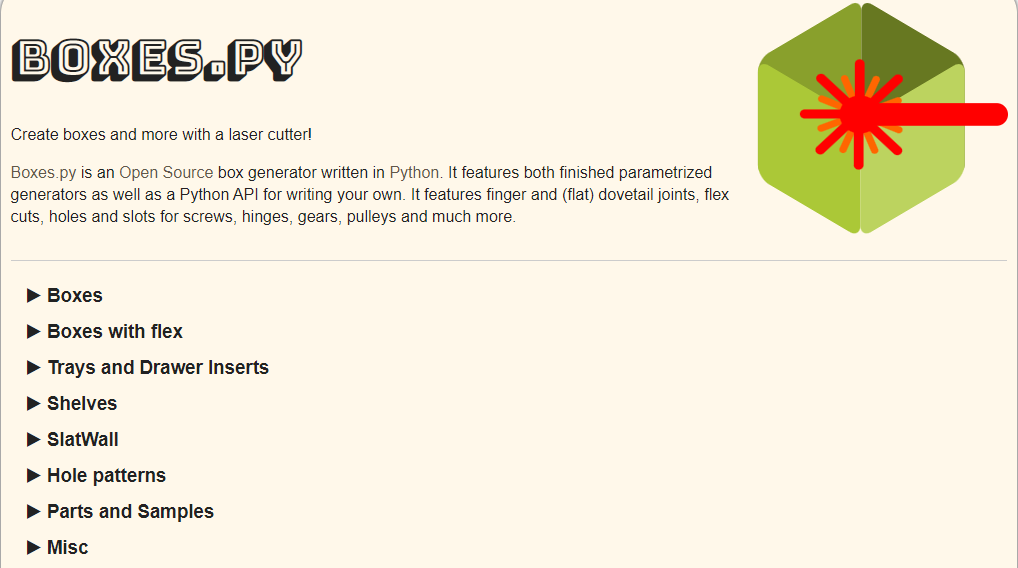 BOXES.PY
Create boxes and more with a laser cutter!
Boxes.py is an Open Source box generator written in Python. It features both finished parametrized
generators as well as a Python API for writing your own. It features finger and (flat) dovetail joints, flex
cuts, holes and slots for screws, hinges, gears, pulleys and much more.
▶ Boxes
▶ Boxes with flex
▶ Trays and Drawer Inserts
▶ Shelves
▶ SlatWall
▶ Hole patterns
▶ Parts and Samples
▶ Misc